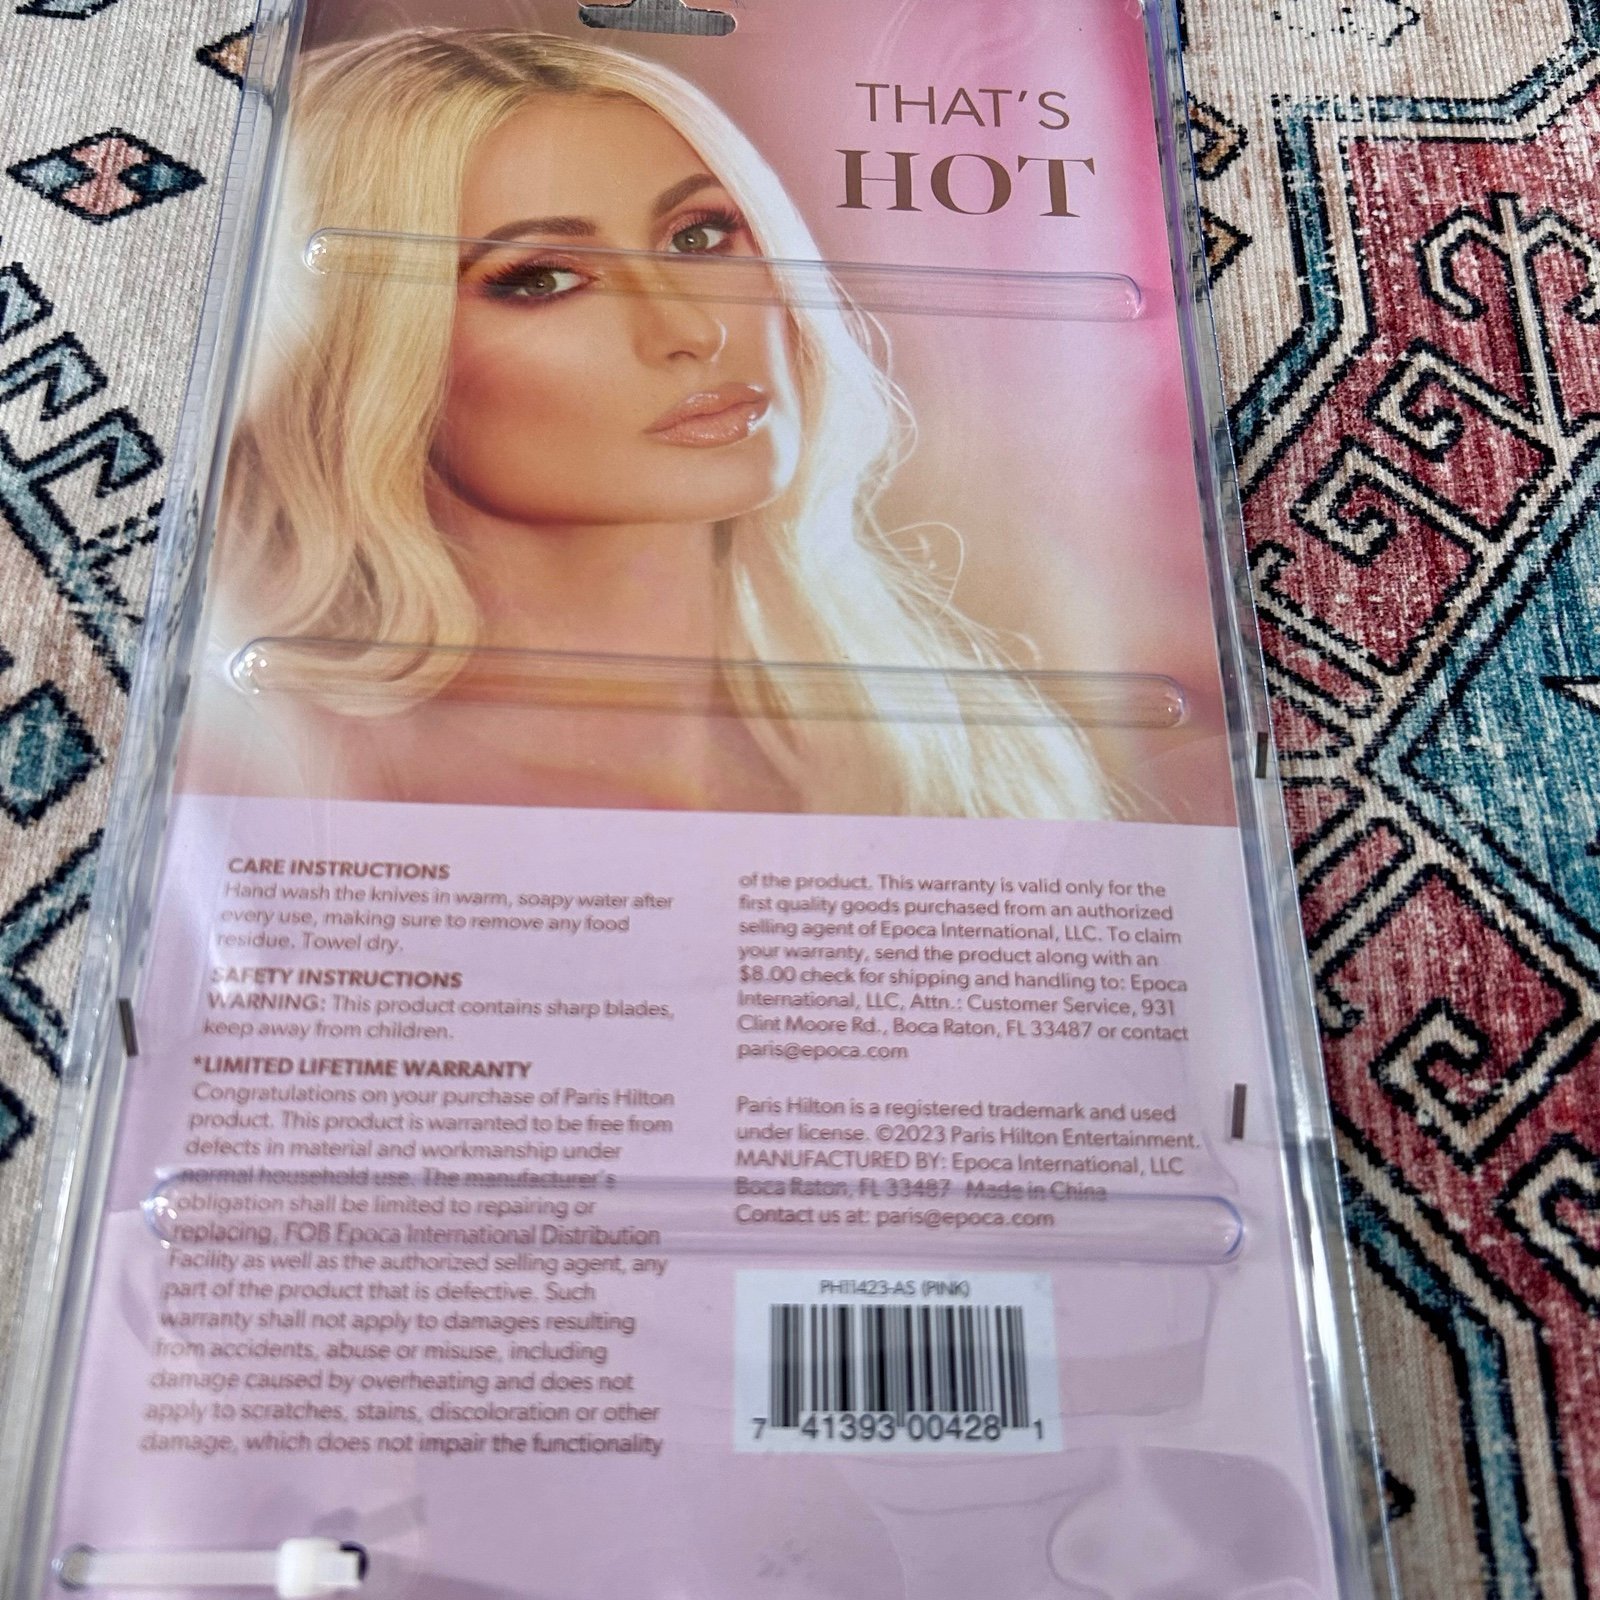 THAT'S
HOT
CARE INSTRUCTIONS
Hand wash the knives in warm, soapy water after
every use, making sure to remove any food
residue. Towel dry.
SAFETY INSTRUCTIONS
WARNING: This product contains sharp blades,
keep away from children.
*LIMITED LIFETIME WARRANTY
Congratulations on your purchase of Paris Hilton
product. This product is warranted to be free from
defects in material and workmanship under
normal household use. The manufacturer's
obligation shall be limited to repairing or
replacing, FOB Epoca International Distribution
Facility as well as the authorized selling agent, any
part of the product that is defective. Such
warranty shall not apply to damages resulting
from accidents, abuse or misuse, including
damage caused by overheating and does not
apply to scratches, stains, discoloration or other
damage, which does not impair the functionality
of the product. This warranty is valid only for the
first quality goods purchased from an authorized
selling agent of Epoca International, LLC. To claim
your warranty, send the product along with an
$8.00 check for shipping and handling to: Epoca
International, LLC, Attn.: Customer Service, 931
Clint Moore Rd., Boca Raton, FL 33487 or contact
paris@epoca.com
Paris Hilton is a registered trademark and used
under license. ©2023 Paris Hilton Entertainment.
MANUFACTURED BY: Epoca International, LLC
Boca Raton, FL 33487 Made in China
Contact us at: paris@epoca.com
PH11423-AS (PINK)
7 41393 00428 1